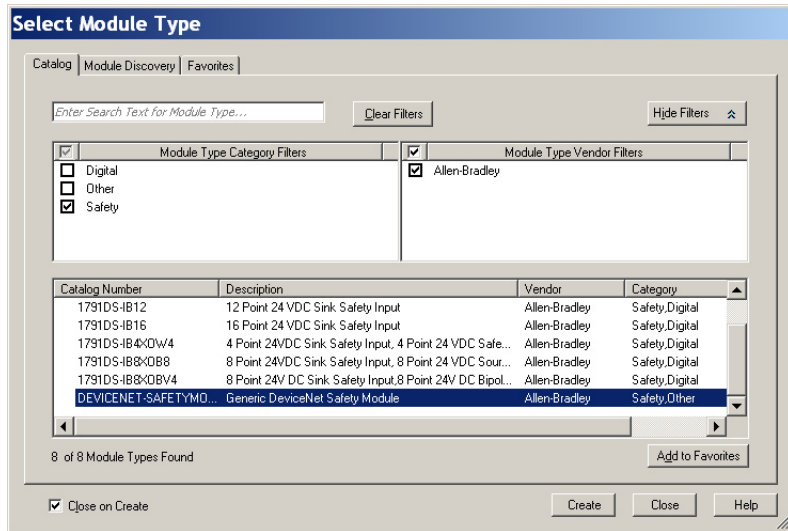 Select Module Type
Catalog Module Discovery Favorites
Enter Search Text for Module Type... Clear Filters Hide Filters
Module Type Category Filters Module Type Vendor Filters
Digital Allen-Bradley
Other
Safety
Catalog Number Description Vendor Category
1791DS-IB12 12 Point 24 VDC Sink Safety Input Allen-Bradley Safety,Digital
1791DS-IB16 16 Point 24 VDC Sink Safety Input Allen-Bradley Safety,Digital
1791DS-IB4XOW4 4 Point 24VDC Sink Safety Input, 4 Point 24 VDC Safe... Allen-Bradley Safety,Digital
1791DS-IB8XOB8 8 Point 24VDC Sink Safety Input, 8 Point 24 VDC Sour... Allen-Bradley Safety,Digital
1791DS-IB8XOBV4 8 Point 24V DC Sink Safety Input,8 Point 24V DC Bipol... Allen-Bradley Safety,Digital
DEVICENET-SAFETYMO... Generic DeviceNet Safety Module Allen-Bradley Safety,Other
8 of 8 Module Types Found Add to Favorites
Close on Create Create Close Help